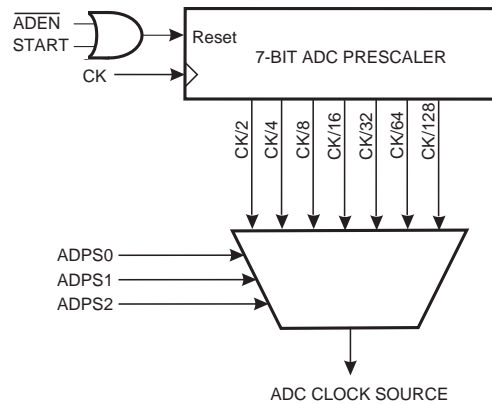 ADEN
START
Reset
7-BIT ADC PRESCALER
CK
CK/2
CK/4
CK/8
CK/16
CK/32
CK/64
CK/128
ADPS0
ADPS1
ADPS2
ADC CLOCK SOURCE